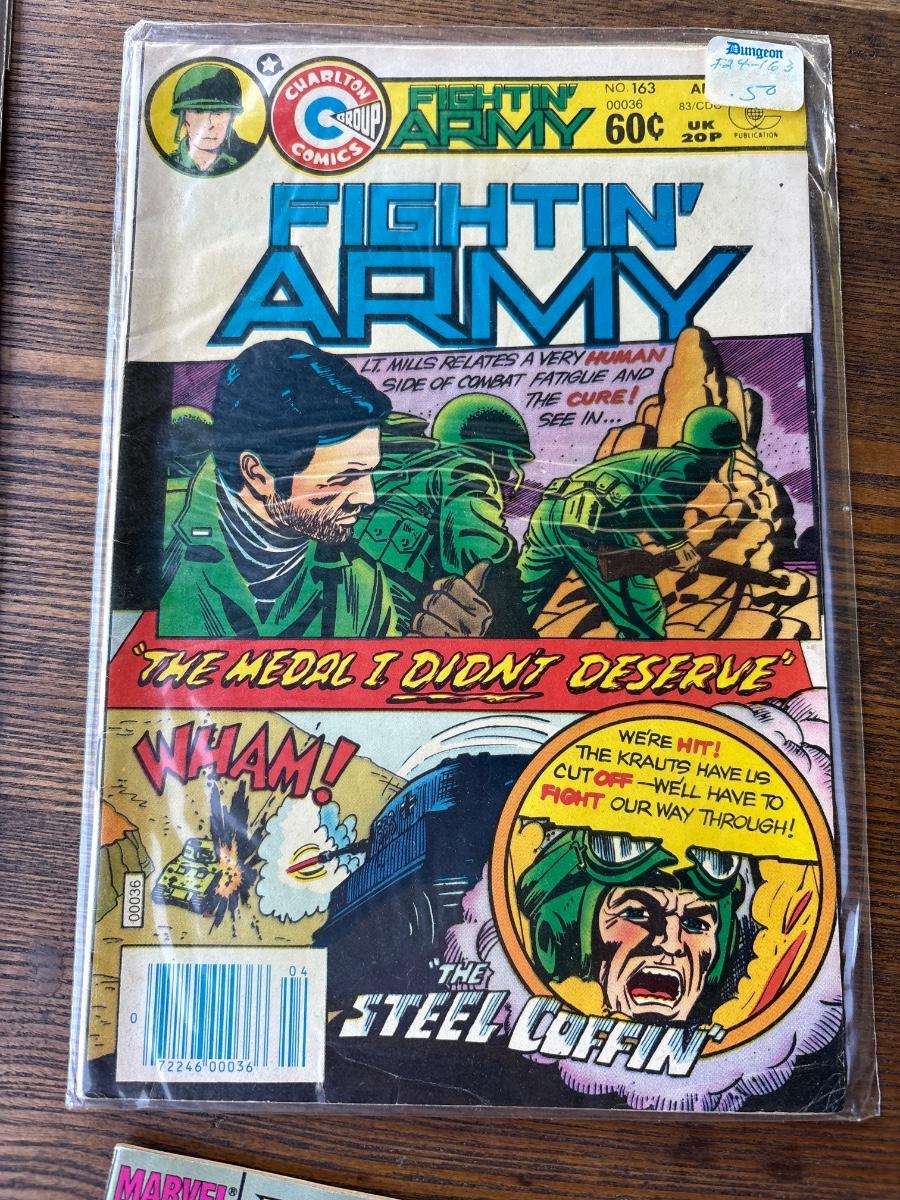 Dungeon
F24-163
.50
CHARLTON
GROUP
COMICS
FIGHTIN'
ARMY
NO. 163
00036
60¢
83/CDC
UK
20P
PUBLICATION
FIGHTIN'
ARMY
LT. MILLS RELATES A VERY HUMAN
SIDE OF COMBAT FATIGUE AND
THE CURE!
SEE IN...
"THE MEDAL I DIDN'T DESERVE"
WHAM!
WE'RE HIT!
THE KRAUTS HAVE US
CUT OFF—WE'LL HAVE TO
FIGHT OUR WAY THROUGH!
00036
"THE
STEEL COFFIN"
04
0 72246 00036
MARVEL®